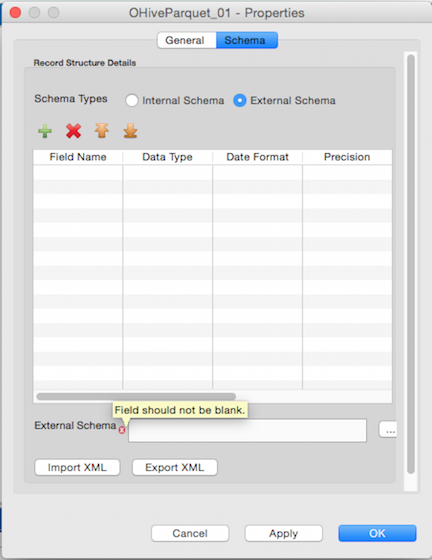 OHiveParquet_01 - Properties
General Schema
Record Structure Details
Schema Types Internal Schema External Schema
Field Name Data Type Date Format Precision
Field should not be blank.
External Schema ...
Import XML Export XML
Cancel Apply OK